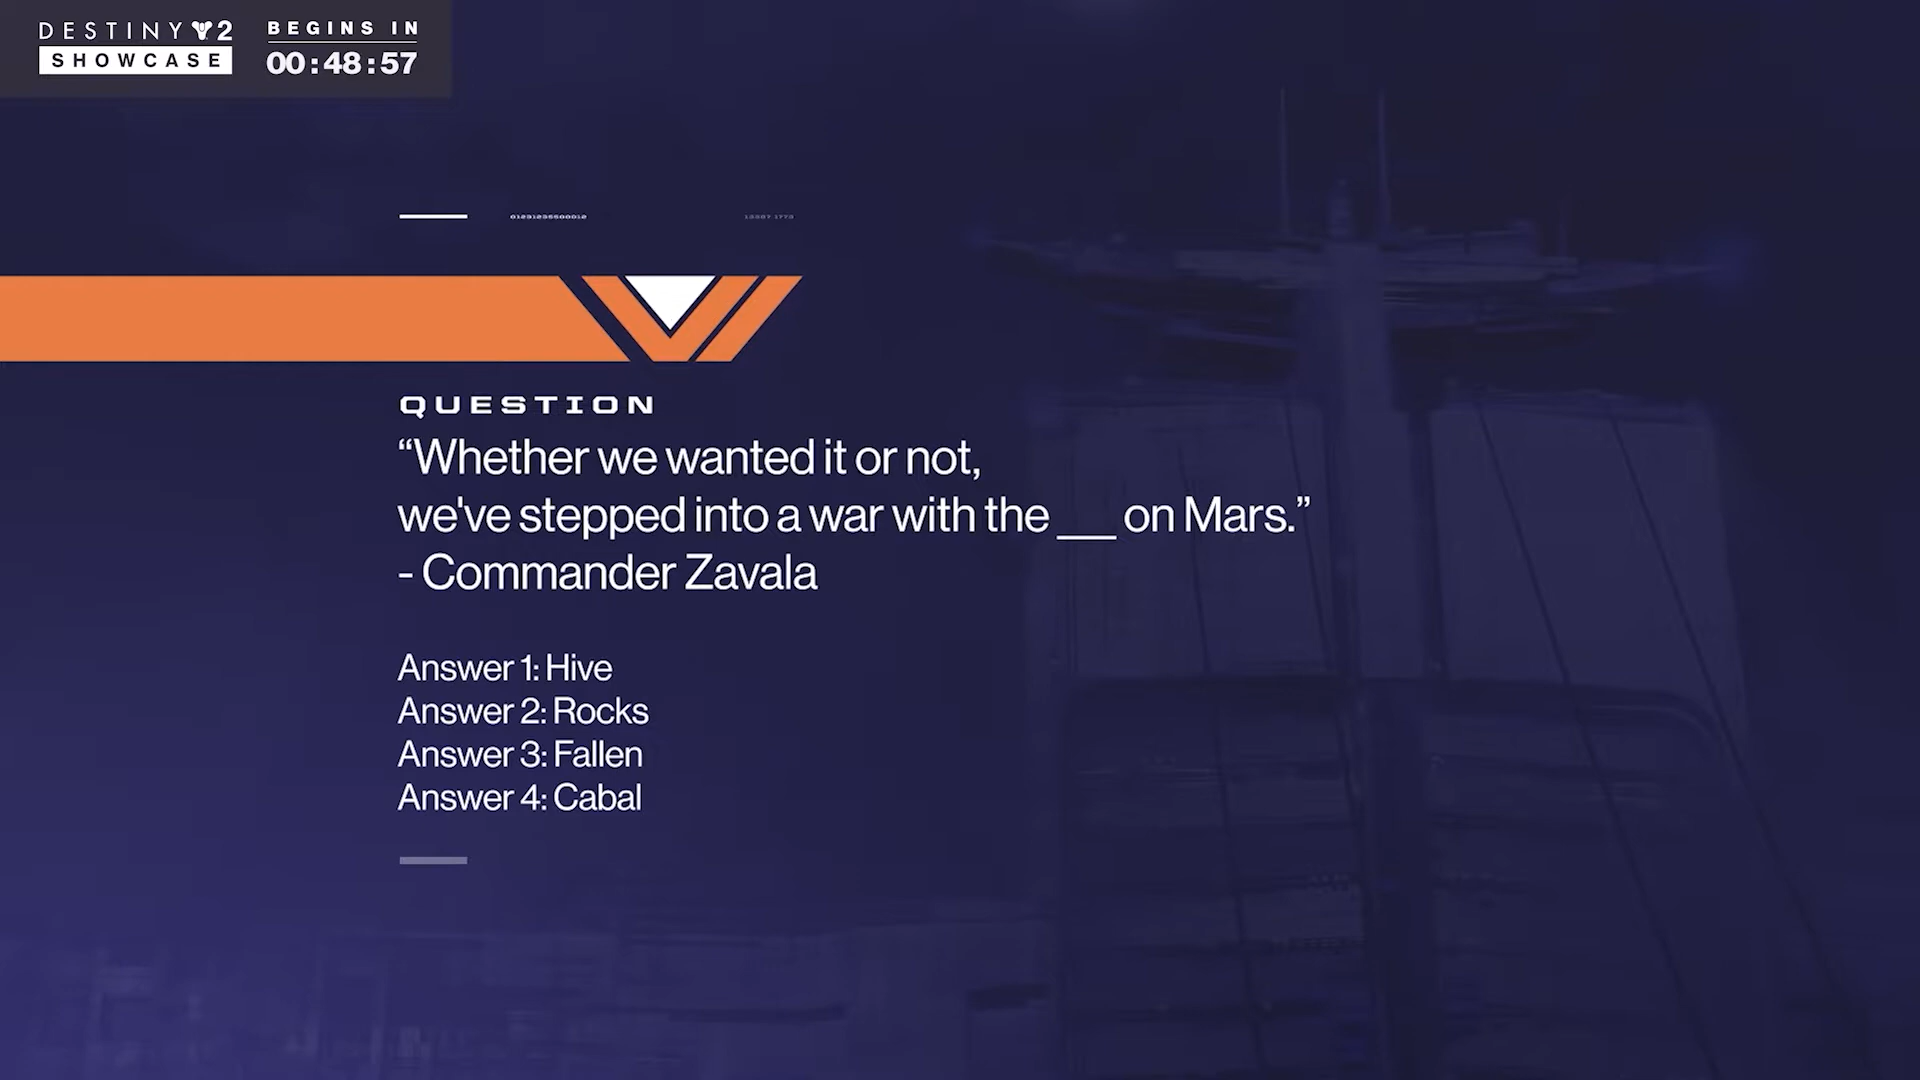 DESTINY 2
SHOWCASE
BEGINS IN
00:48:57
QUESTION
“Whether we wanted it or not,
we've stepped into a war with the ___ on Mars.”
- Commander Zavala
Answer 1: Hive
Answer 2: Rocks
Answer 3: Fallen
Answer 4: Cabal